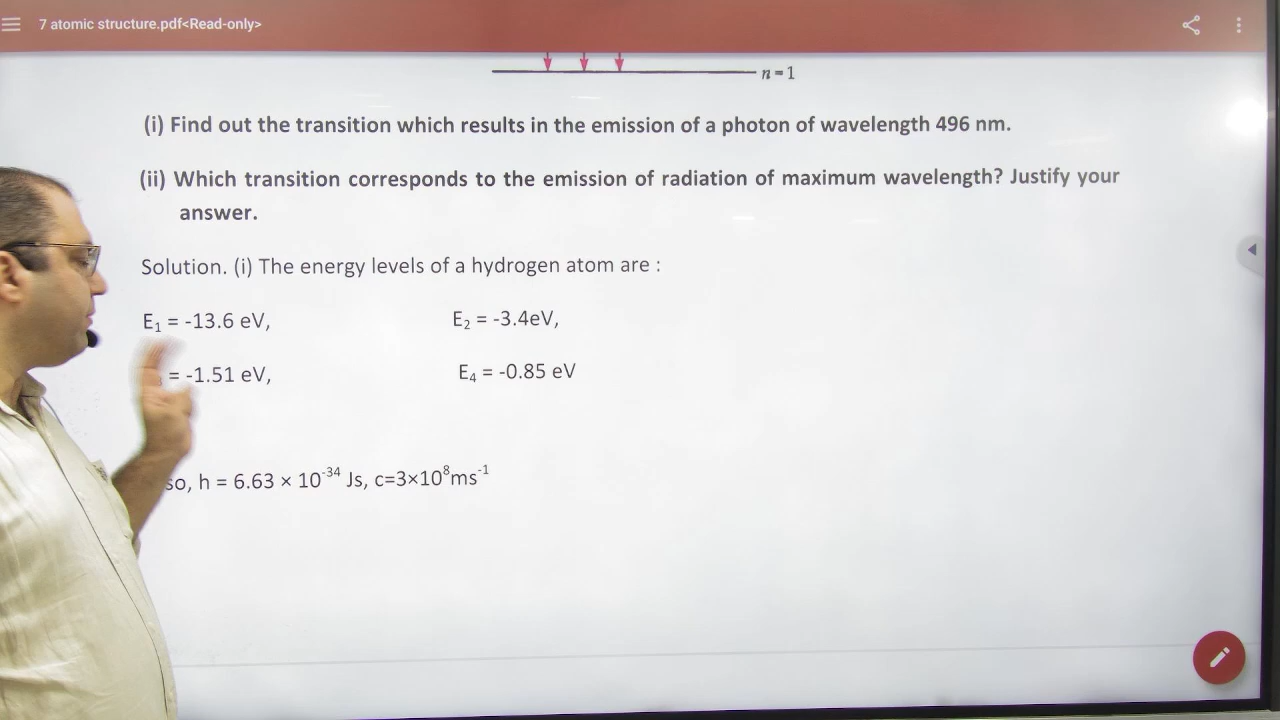 7 atomic structure.pdf<Read-only>
n = 1
(i) Find out the transition which results in the emission of a photon of wavelength 496 nm.
(ii) Which transition corresponds to the emission of radiation of maximum wavelength? Justify your
answer.
Solution. (i) The energy levels of a hydrogen atom are :
E₁ = -13.6 eV, E₂ = -3.4eV,
= -1.51 eV, E₄ = -0.85 eV
so, h = 6.63 × 10⁻³⁴ Js, c=3×10⁸ms⁻¹